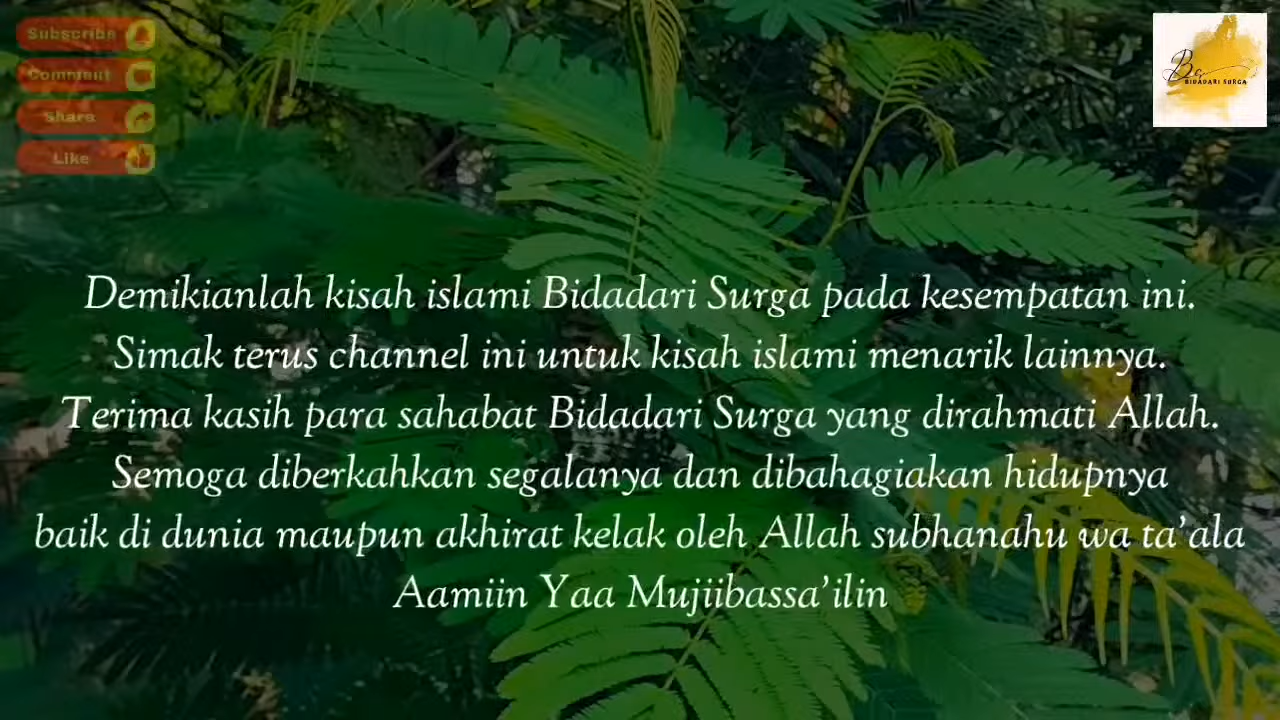 Subscribe
Comment
Share
Like
BIDADARI SURGA
Demikianlah kisah islami Bidadari Surga pada kesempatan ini.
Simak terus channel ini untuk kisah islami menarik lainnya.
Terima kasih para sahabat Bidadari Surga yang dirahmati Allah.
Semoga diberkahkan segalanya dan dibahagiakan hidupnya
baik di dunia maupun akhirat kelak oleh Allah subhanahu wa ta’ala
Aamiin Yaa Mujiibassa’ilin